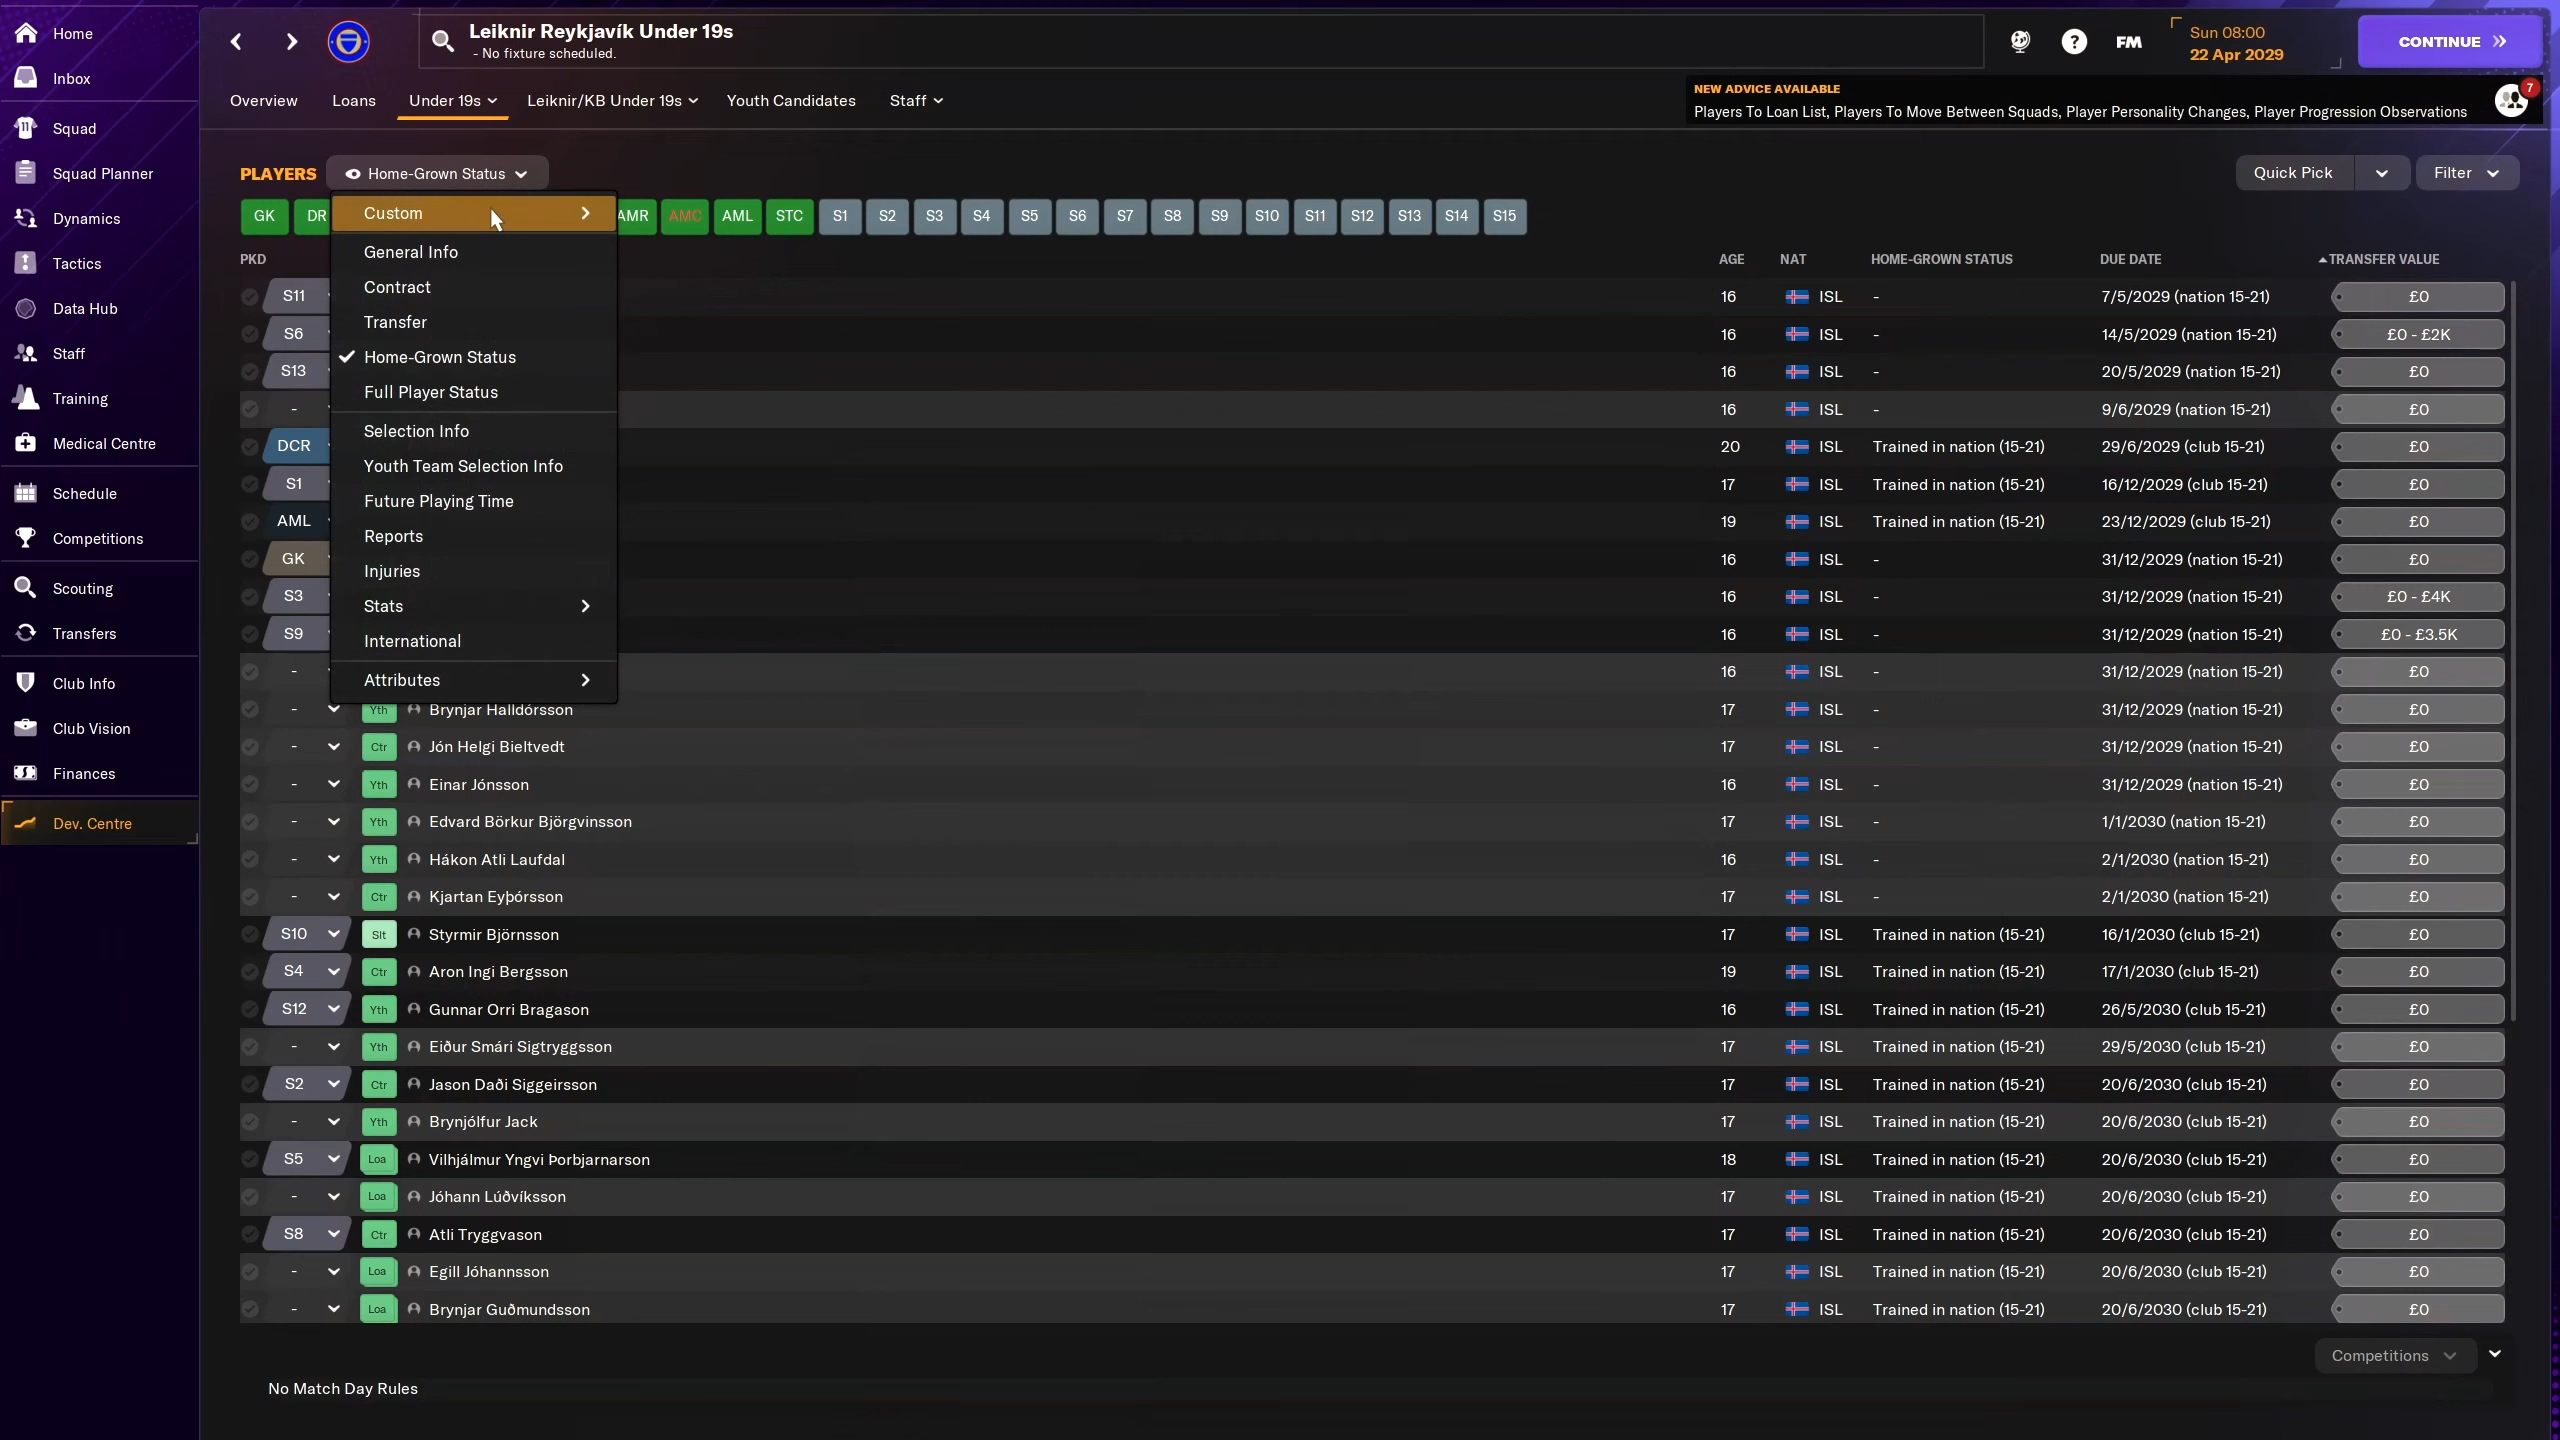 Home
Inbox
Squad
Squad Planner
Dynamics
Tactics
Data Hub
Staff
Training
Medical Centre
Schedule
Competitions
Scouting
Transfers
Club Info
Club Vision
Finances
Dev. Centre
Leiknir Reykjavík Under 19s
- No fixture scheduled.
FM
Sun 08:00
22 Apr 2029
CONTINUE
Overview Loans Under 19s Leiknir/KB Under 19s Youth Candidates Staff
NEW ADVICE AVAILABLE
Players To Loan List, Players To Move Between Squads, Player Personality Changes, Player Progression Observations
7
PLAYERS Home-Grown Status Quick Pick Filter
GK DR AMR AMC AML STC S1 S2 S3 S4 S5 S6 S7 S8 S9 S10 S11 S12 S13 S14 S15
Custom
General Info
Contract
Transfer
Home-Grown Status
Full Player Status
Selection Info
Youth Team Selection Info
Future Playing Time
Reports
Injuries
Stats
International
Attributes
PKD AGE NAT HOME-GROWN STATUS DUE DATE TRANSFER VALUE
S11 16 ISL - 7/5/2029 (nation 15-21) £0
S6 16 ISL - 14/5/2029 (nation 15-21) £0 - £2K
S13 16 ISL - 20/5/2029 (nation 15-21) £0
- 16 ISL - 9/6/2029 (nation 15-21) £0
DCR 20 ISL Trained in nation (15-21) 29/6/2029 (club 15-21) £0
S1 17 ISL Trained in nation (15-21) 16/12/2029 (club 15-21) £0
AML 19 ISL Trained in nation (15-21) 23/12/2029 (club 15-21) £0
GK 16 ISL - 31/12/2029 (nation 15-21) £0
S3 16 ISL - 31/12/2029 (nation 15-21) £0 - £4K
S9 16 ISL - 31/12/2029 (nation 15-21) £0 - £3.5K
- 16 ISL - 31/12/2029 (nation 15-21) £0
- Yth Brynjar Halldórsson 17 ISL - 31/12/2029 (nation 15-21) £0
- Ctr Jón Helgi Bieltvedt 17 ISL - 31/12/2029 (nation 15-21) £0
- Yth Einar Jónsson 16 ISL - 31/12/2029 (nation 15-21) £0
- Yth Edvard Börkur Björgvinsson 17 ISL - 1/1/2030 (nation 15-21) £0
- Yth Hákon Atli Laufdal 16 ISL - 2/1/2030 (nation 15-21) £0
- Ctr Kjartan Eyþórsson 17 ISL - 2/1/2030 (nation 15-21) £0
S10 Slt Styrmir Björnsson 17 ISL Trained in nation (15-21) 16/1/2030 (club 15-21) £0
S4 Ctr Aron Ingi Bergsson 19 ISL Trained in nation (15-21) 17/1/2030 (club 15-21) £0
S12 Yth Gunnar Orri Bragason 16 ISL Trained in nation (15-21) 26/5/2030 (club 15-21) £0
- Yth Eiður Smári Sigtryggsson 17 ISL Trained in nation (15-21) 29/5/2030 (club 15-21) £0
S2 Ctr Jason Daði Siggeirsson 17 ISL Trained in nation (15-21) 20/6/2030 (club 15-21) £0
- Yth Brynjólfur Jack 17 ISL Trained in nation (15-21) 20/6/2030 (club 15-21) £0
S5 Loa Vilhjálmur Yngvi Þorbjarnarson 18 ISL Trained in nation (15-21) 20/6/2030 (club 15-21) £0
- Loa Jóhann Lúðvíksson 17 ISL Trained in nation (15-21) 20/6/2030 (club 15-21) £0
S8 Ctr Atli Tryggvason 17 ISL Trained in nation (15-21) 20/6/2030 (club 15-21) £0
- Loa Egill Jóhannsson 17 ISL Trained in nation (15-21) 20/6/2030 (club 15-21) £0
- Loa Brynjar Guðmundsson 17 ISL Trained in nation (15-21) 20/6/2030 (club 15-21) £0
Competitions
No Match Day Rules